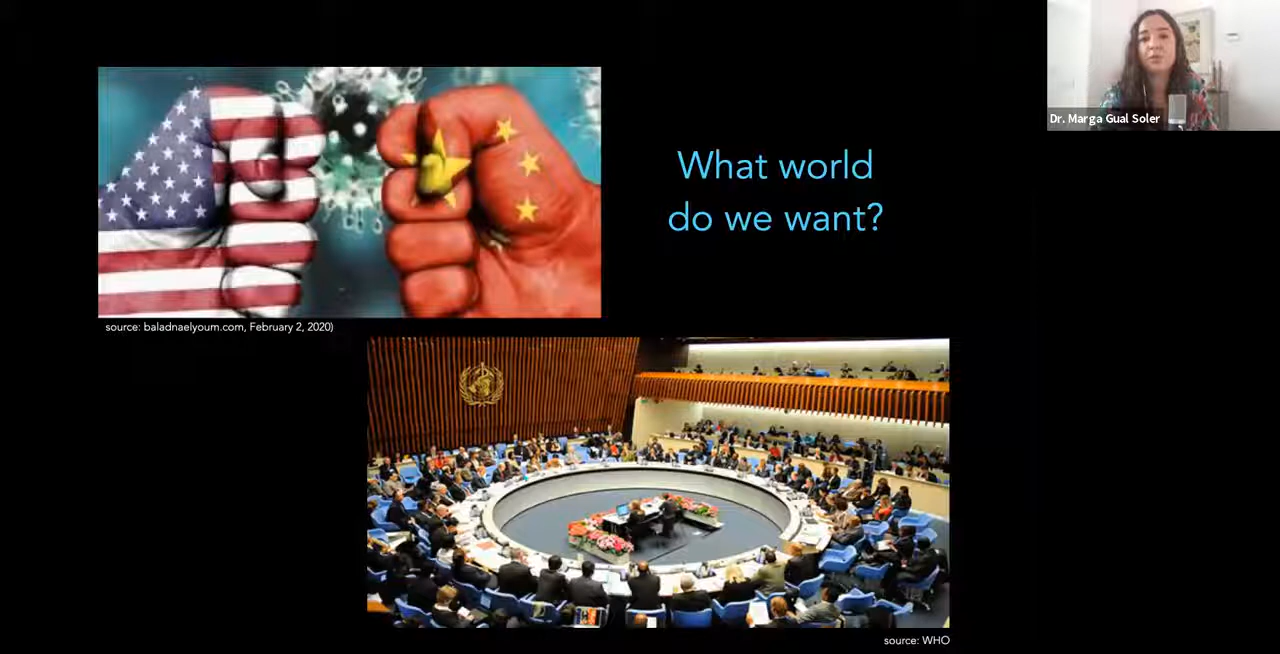 Dr. Marga Gual Soler
What world
do we want?
source: baladnaelyoum.com, February 2, 2020)
source: WHO